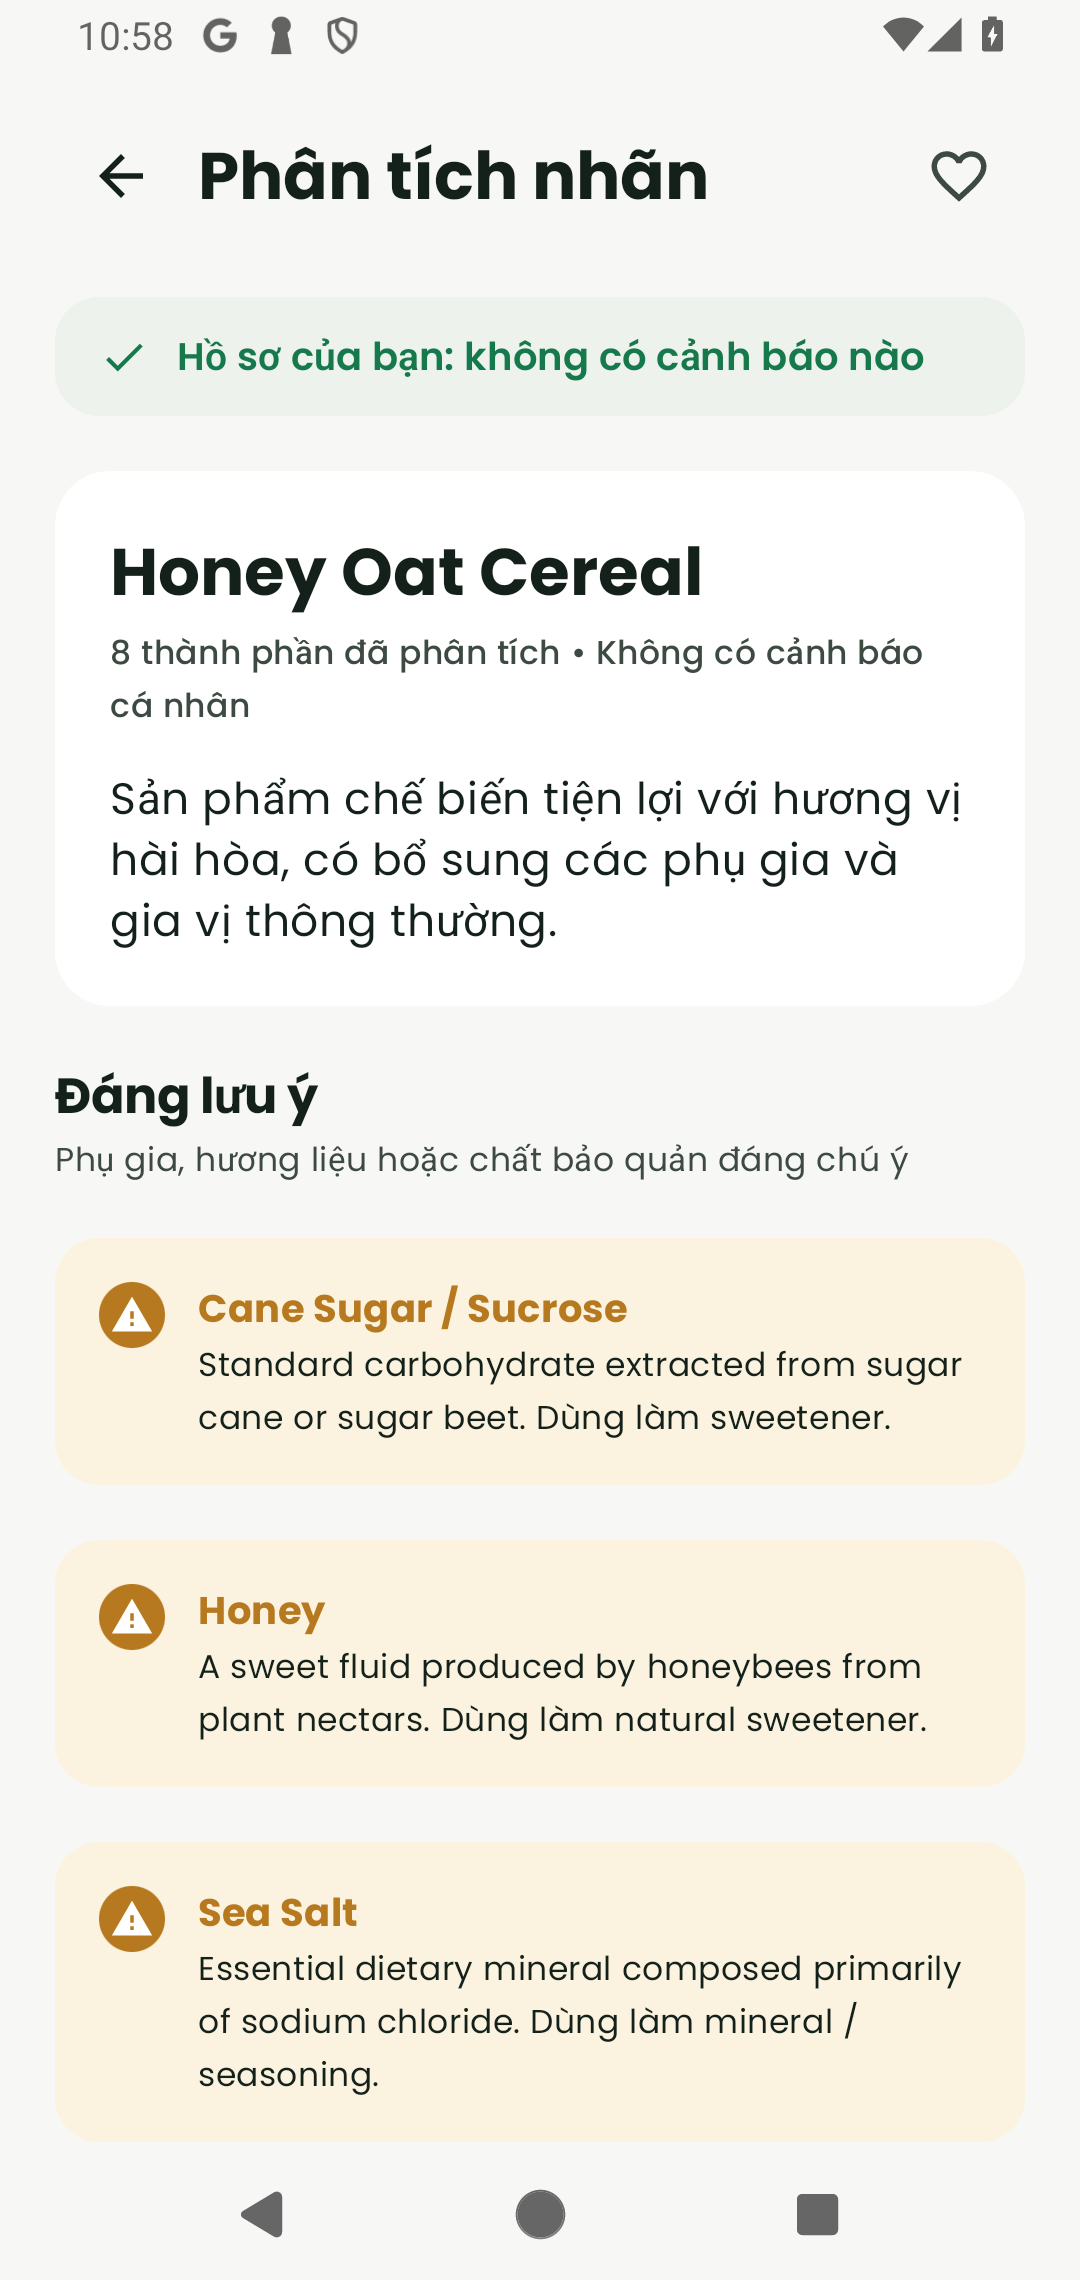 10:58
Phân tích nhãn
Hồ sơ của bạn: không có cảnh báo nào
Honey Oat Cereal
8 thành phần đã phân tích • Không có cảnh báo
cá nhân
Sản phẩm chế biến tiện lợi với hương vị
hài hòa, có bổ sung các phụ gia và
gia vị thông thường.
Đáng lưu ý
Phụ gia, hương liệu hoặc chất bảo quản đáng chú ý
Cane Sugar / Sucrose
Standard carbohydrate extracted from sugar
cane or sugar beet. Dùng làm sweetener.
Honey
A sweet fluid produced by honeybees from
plant nectars. Dùng làm natural sweetener.
Sea Salt
Essential dietary mineral composed primarily
of sodium chloride. Dùng làm mineral /
seasoning.